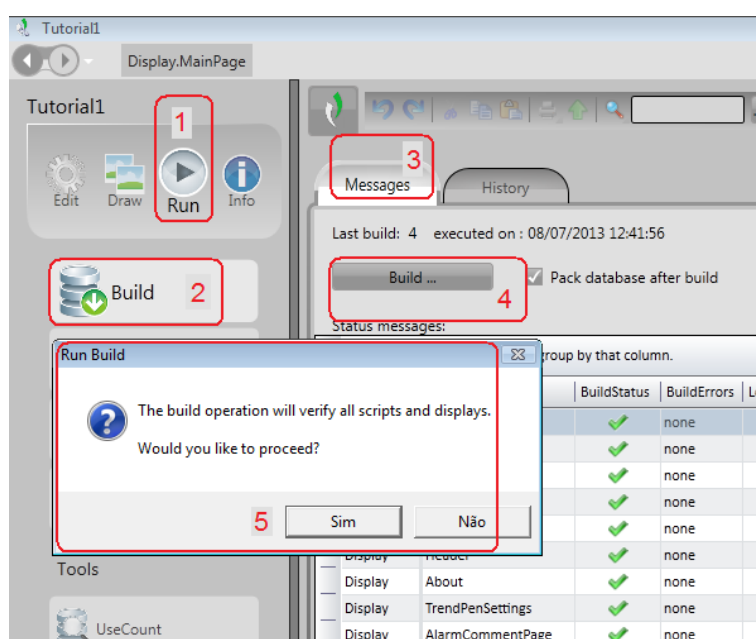 Tutorial1
Display.MainPage
Tutorial1
1
Edit
Draw
Run
Info
3
Messages
History
Last build: 4 executed on : 08/07/2013 12:41:56
Build
2
Build ...
4
Pack database after build
Status messages:
Run Build
group by that column.
BuildStatus
BuildErrors
The build operation will verify all scripts and displays.
Would you like to proceed?
none
none
none
none
none
5
Sim
Não
Display Header none
Tools
Display About none
Display TrendPenSettings none
UseCount
Display AlarmCommentPage none